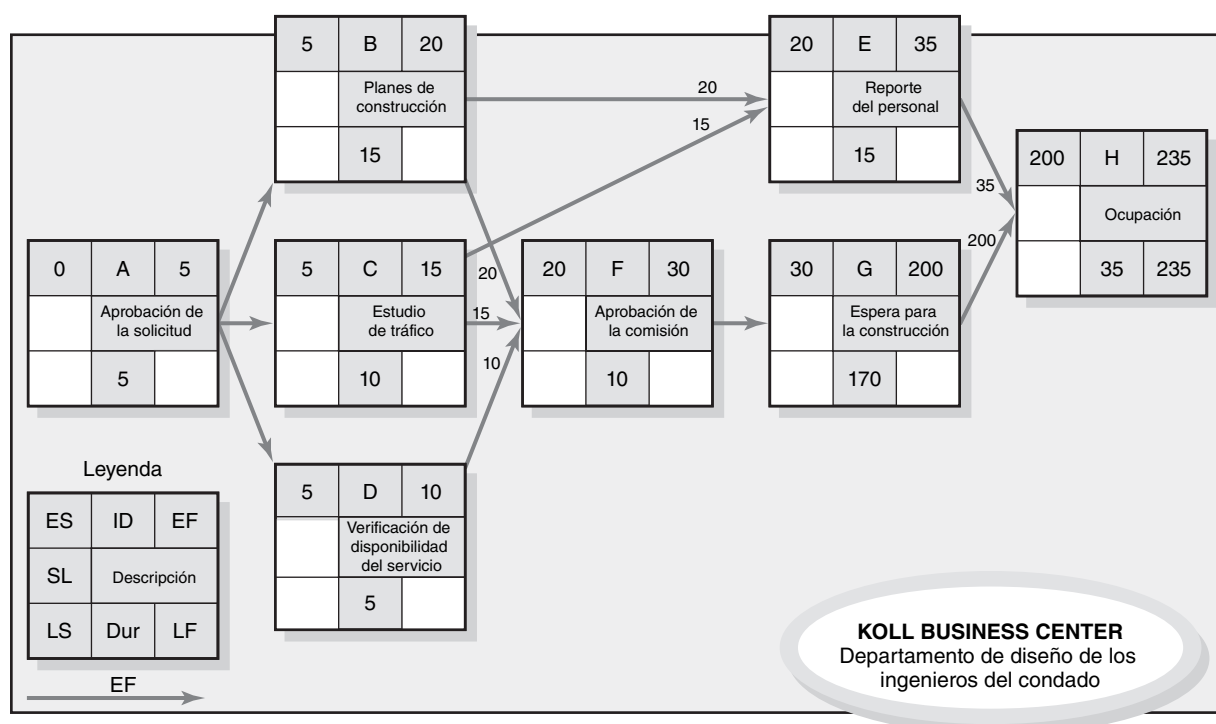 5 B 20
Planes de
construcción
15
20 E 35
Reporte
del personal
15
20
15
200 H 235
Ocupación
35 235
35
200
0 A 5
Aprobación de
la solicitud
5
5 C 15
Estudio
de tráfico
10
20
15
10
20 F 30
Aprobación de
la comisión
10
30 G 200
Espera para
la construcción
170
5 D 10
Verificación de
disponibilidad
del servicio
5
Leyenda
ES ID EF
SL Descripción
LS Dur LF
EF
KOLL BUSINESS CENTER
Departamento de diseño de los
ingenieros del condado